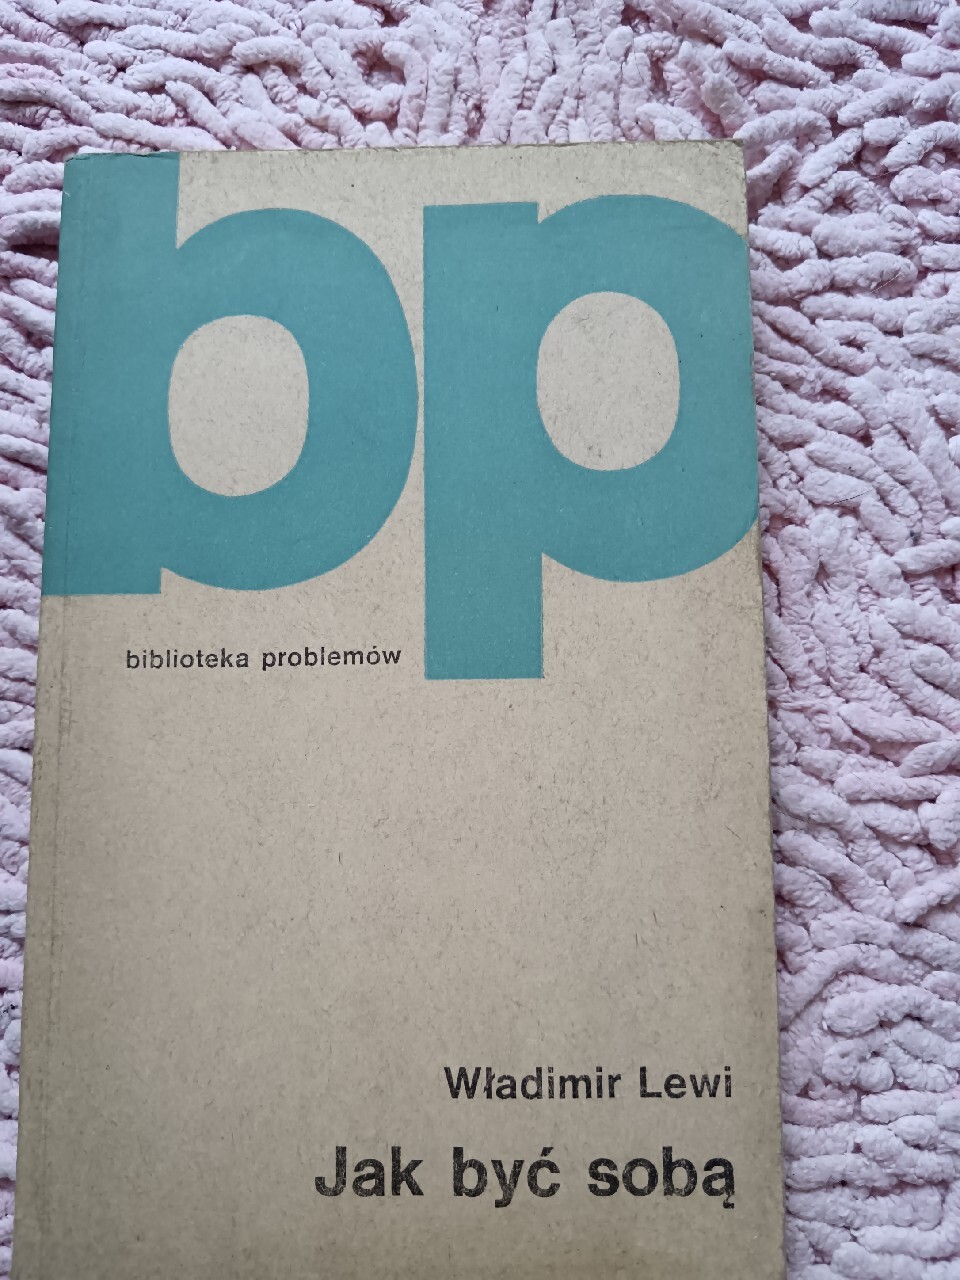 bp
biblioteka problemów
Władimir Lewi
Jak być sobą